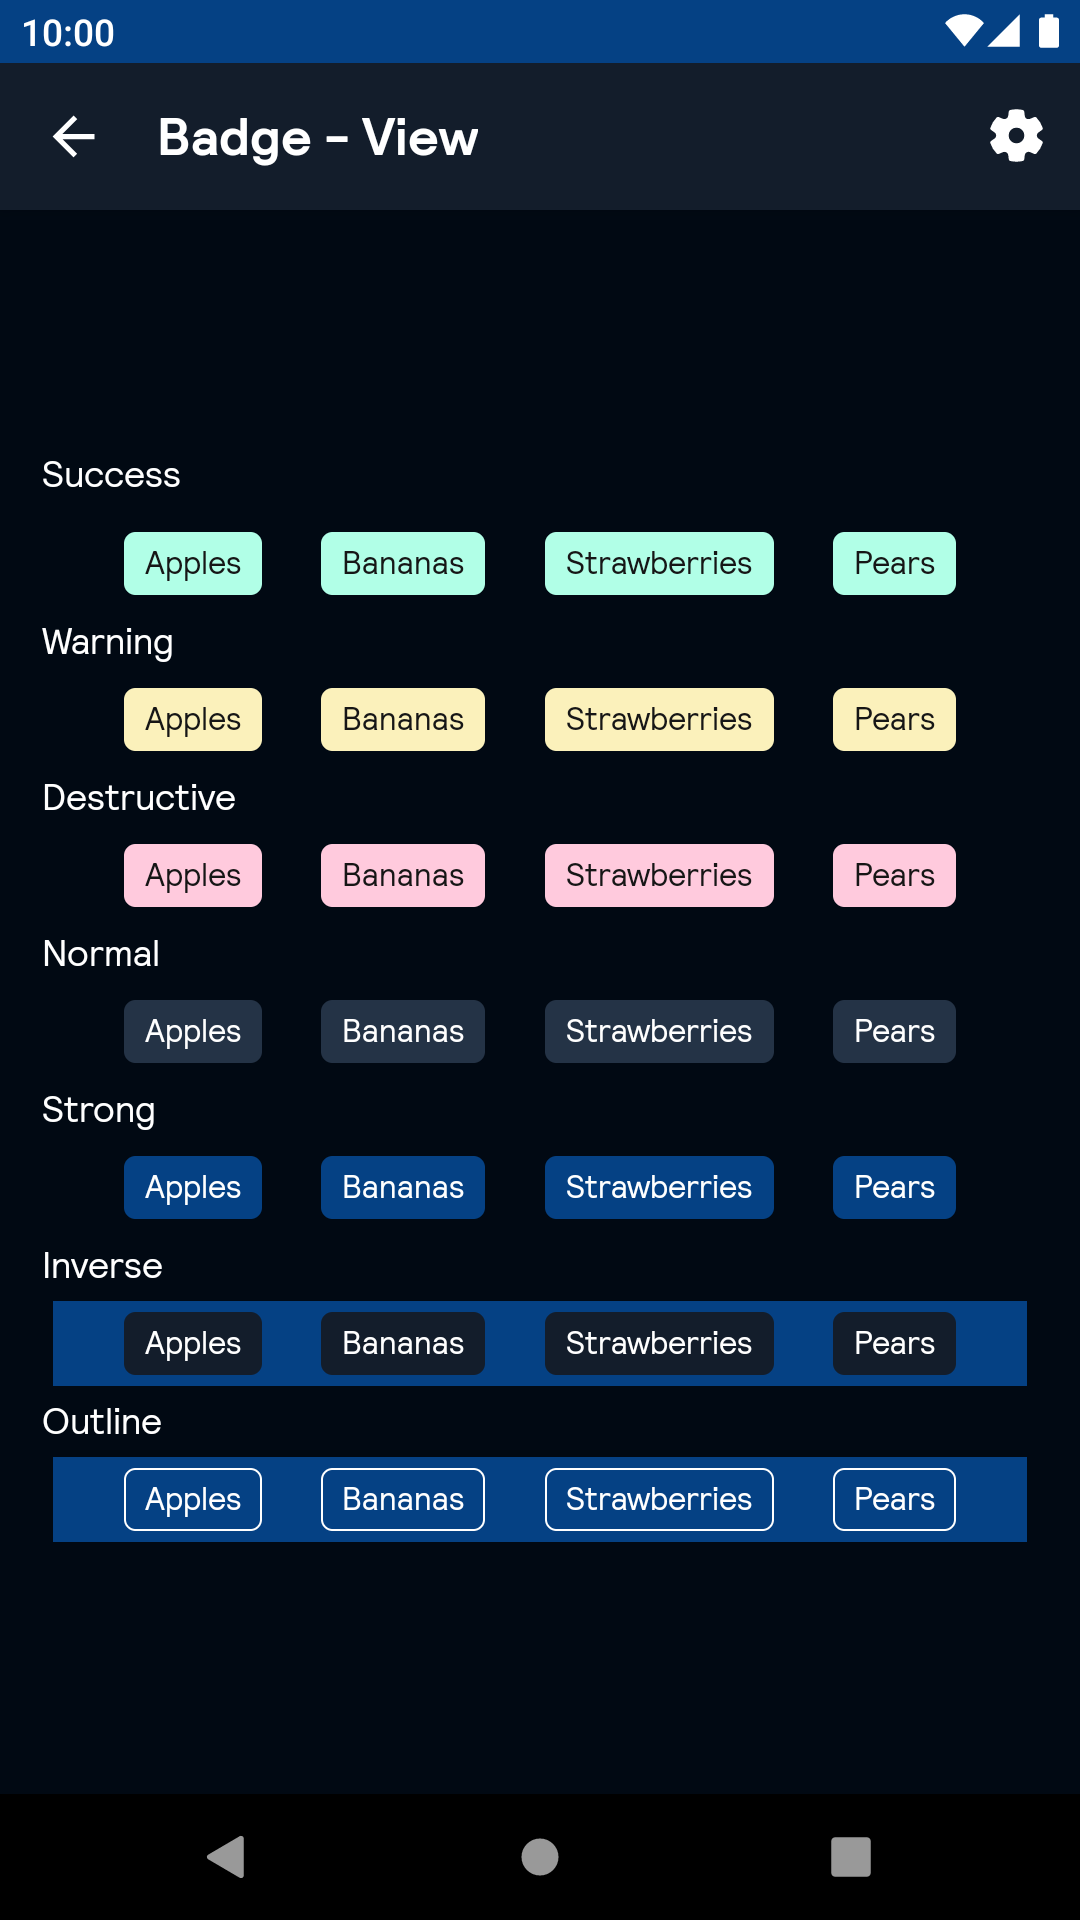 10:00
Badge - View
Success
Apples Bananas Strawberries Pears
Warning
Apples Bananas Strawberries Pears
Destructive
Apples Bananas Strawberries Pears
Normal
Apples Bananas Strawberries Pears
Strong
Apples Bananas Strawberries Pears
Inverse
Apples Bananas Strawberries Pears
Outline
Apples Bananas Strawberries Pears